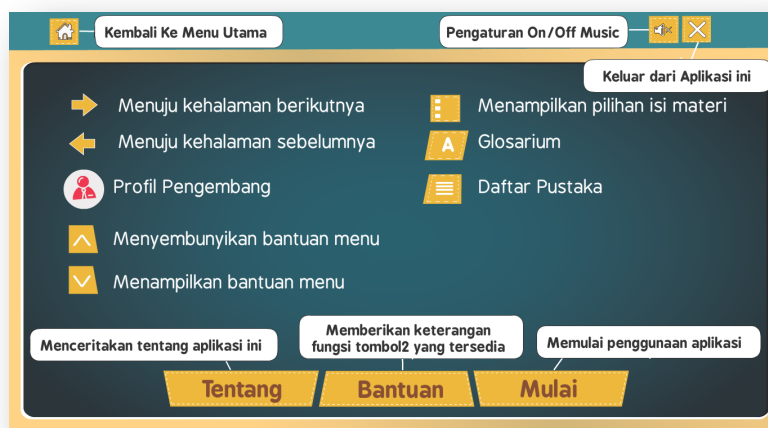 Kembali Ke Menu Utama
Pengaturan On/Off Music
Keluar dari Aplikasi ini
Menuju kehalaman berikutnya
Menuju kehalaman sebelumnya
Profil Pengembang
Menyembunyikan bantuan menu
Menampilkan bantuan menu
Menampilkan pilihan isi materi
A Glosarium
Daftar Pustaka
Menceritakan tentang aplikasi ini
Memberikan keterangan
fungsi tombol2 yang tersedia
Memulai penggunaan aplikasi
Tentang
Bantuan
Mulai